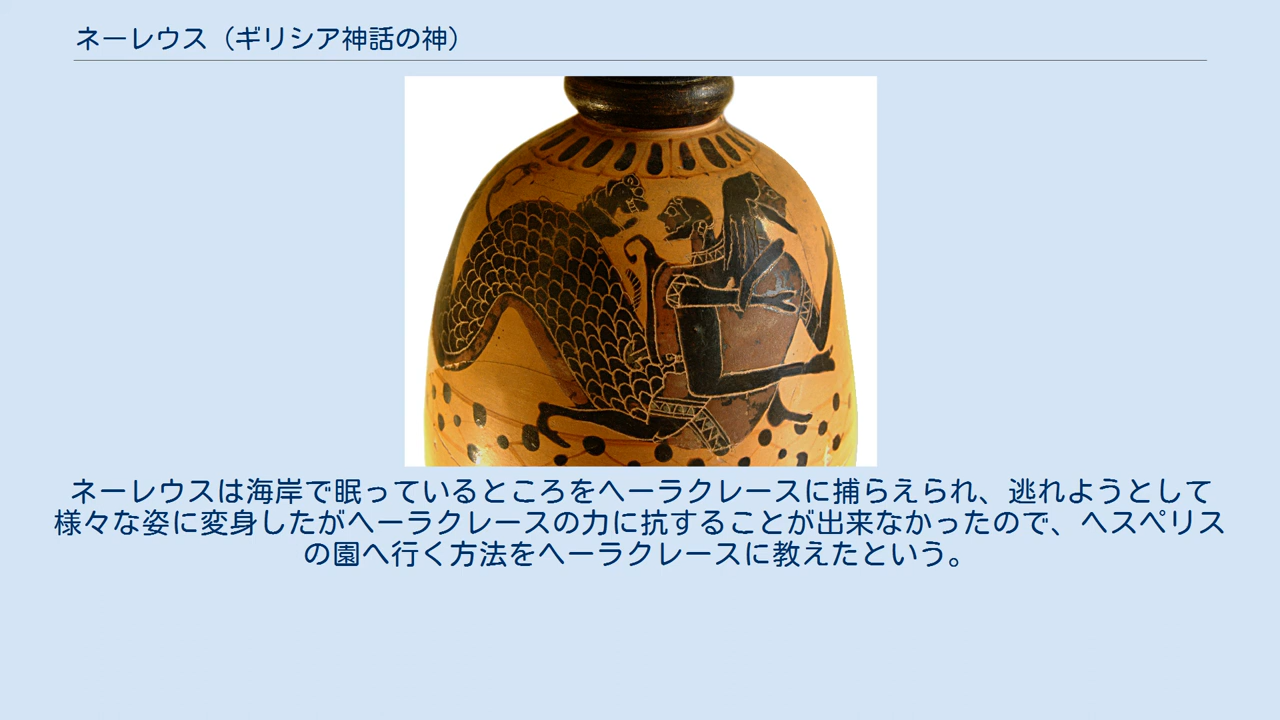 ネーレウス（ギリシア神話の神）
ネーレウスは海岸で眠っているところをヘーラクレースに捕らえられ、逃れようとして
様々な姿に変身したがヘーラクレースの力に抗することが出来なかったので、ヘスペリス
の園へ行く方法をヘーラクレースに教えたという。